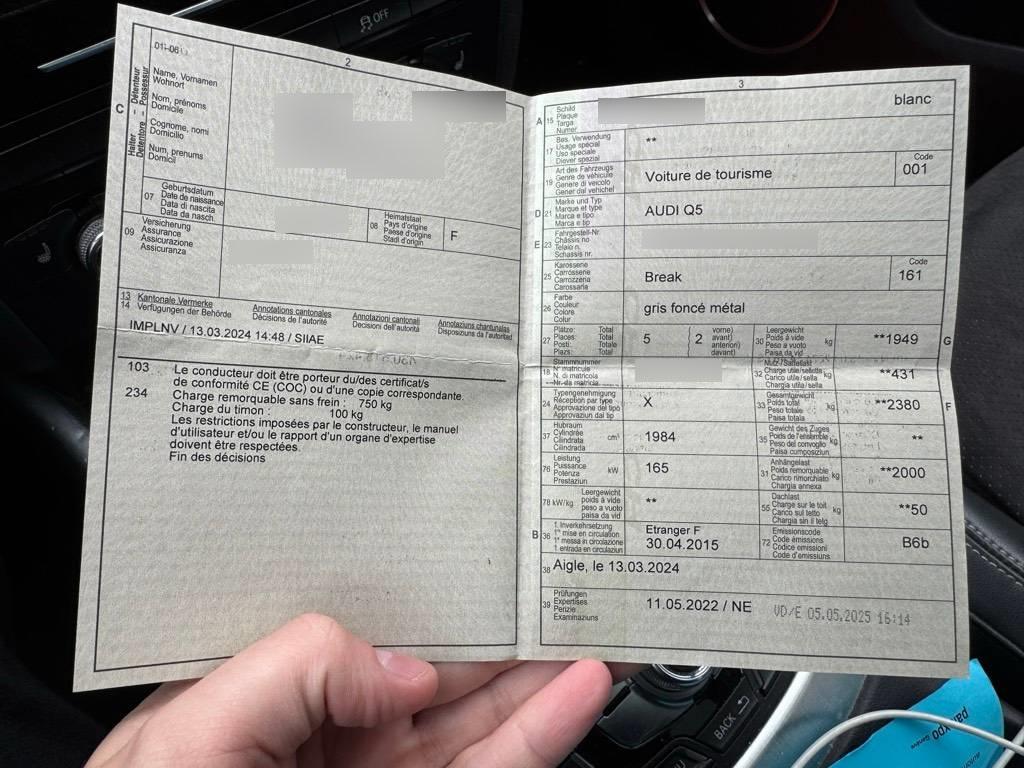 OFF
2
C
Halter - Détenteur
Detentore - Possessur
01-06
Name, Vornamen
Wohnort
Nom, prénoms
Domicile
Cognome, nomi
Domicilio
Num, prenums
Domicil
07
Geburtsdatum
Date de naissance
Data di nascita
Data da nasch.
08
Heimatstaat
Pays d'origine
Paese d'origine
Stadi d'origin
F
09
Versicherung
Assurance
Assicurazione
Assicuranza
13 Kantonale Vermerke
14 Verfügungen der Behörde
Annotations cantonales
Décisions de l'autorité
Annotazioni cantonali
Decisioni dell'autorità
Annotaziuns chantunalas
Disposiziuns da l'autoritad
IMPLNV / 13.03.2024 14:48 / SIIAE
103 Le conducteur doit être porteur du/des certificat/s
de conformité CE (COC) ou d'une copie correspondante.
234 Charge remorquable sans frein : 750 kg
Charge du timon : 100 kg
Les restrictions imposées par le constructeur, le manuel
d'utilisateur et/ou le rapport d'un organe d'expertise
doivent être respectées.
Fin des décisions
3
A 15
Schild
Plaque
Targa
Numer
blanc
17
Bes. Verwendung
Usage spécial
Uso speciale
Diever spezial
**
19
Art des Fahrzeugs
Genre de véhicule
Genere di veicolo
Gener dal vehichel
Voiture de tourisme
Code
001
D 21
Marke und Typ
Marque et type
Marca e tipo
Marca e tip
AUDI Q5
E 23
Fahrgestell-Nr.
Châssis no
Telaio n.
Schassis nr.
25
Karosserie
Carrosserie
Carrozzeria
Carossaria
Break
Code
161
26
Farbe
Couleur
Colore
Colur
gris foncé métal
27
Plätze: Total
Places: Total
Posti: Totale
Plazs: Total
5
2
vorne)
avant)
anteriori)
davant)
30
Leergewicht
Poids à vide
Peso a vuoto
Paisa da vid
kg
**1949
G
18
Stammnummer
N° matricule
N. di matricola
Nr. da matricla
32
Nutz-/Sattellast
Charge utile/sellette
Carico utile/sella
Chargia utila/sella
kg
**431
24
Typengenehmigung
Réception par type
Approvazione del tipo
Approvaziun dal tip
X
33
Gesamtgewicht
Poids total
Peso totale
Paisa totala
kg
**2380
F
37
Hubraum
Cylindrée
Cilindrata
Cilindrada
cm³
1984
35
Gewicht des Zuges
Poids de l'ensemble
Peso del convoglio
Paisa cumposiziun
kg
**
76
Leistung
Puissance
Potenza
Prestaziun
kW
165
31
Anhängelast
Poids remorquable
Carico rimorchiato
Chargia annexa
kg
**2000
78 kW/kg
Leergewicht
poids à vide
peso a vuoto
paisa da vid
**
55
Dachlast
Charge sur le toit
Carico sul tetto
Chargia sin il tetg
kg
**50
B 36
1. Inverkehrsetzung
1re mise en circulation
1a messa in circolazione
1. entrada en circulaziun
Etranger F
30.04.2015
72
Emissionscode
Code émissions
Codice emissioni
Code d'emissiuns
B6b
38
Aigle, le 13.03.2024
39
Prüfungen
Expertises
Perizie
Examinaziuns
11.05.2022 / NE
VD/E 05.05.2025 16:14
BACK
MENU
palexpo
Genève